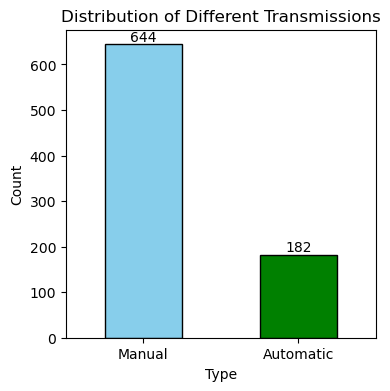 Distribution of Different Transmissions
644
600
500
400
300
200
182
100
0
Count
Manual
Automatic
Type